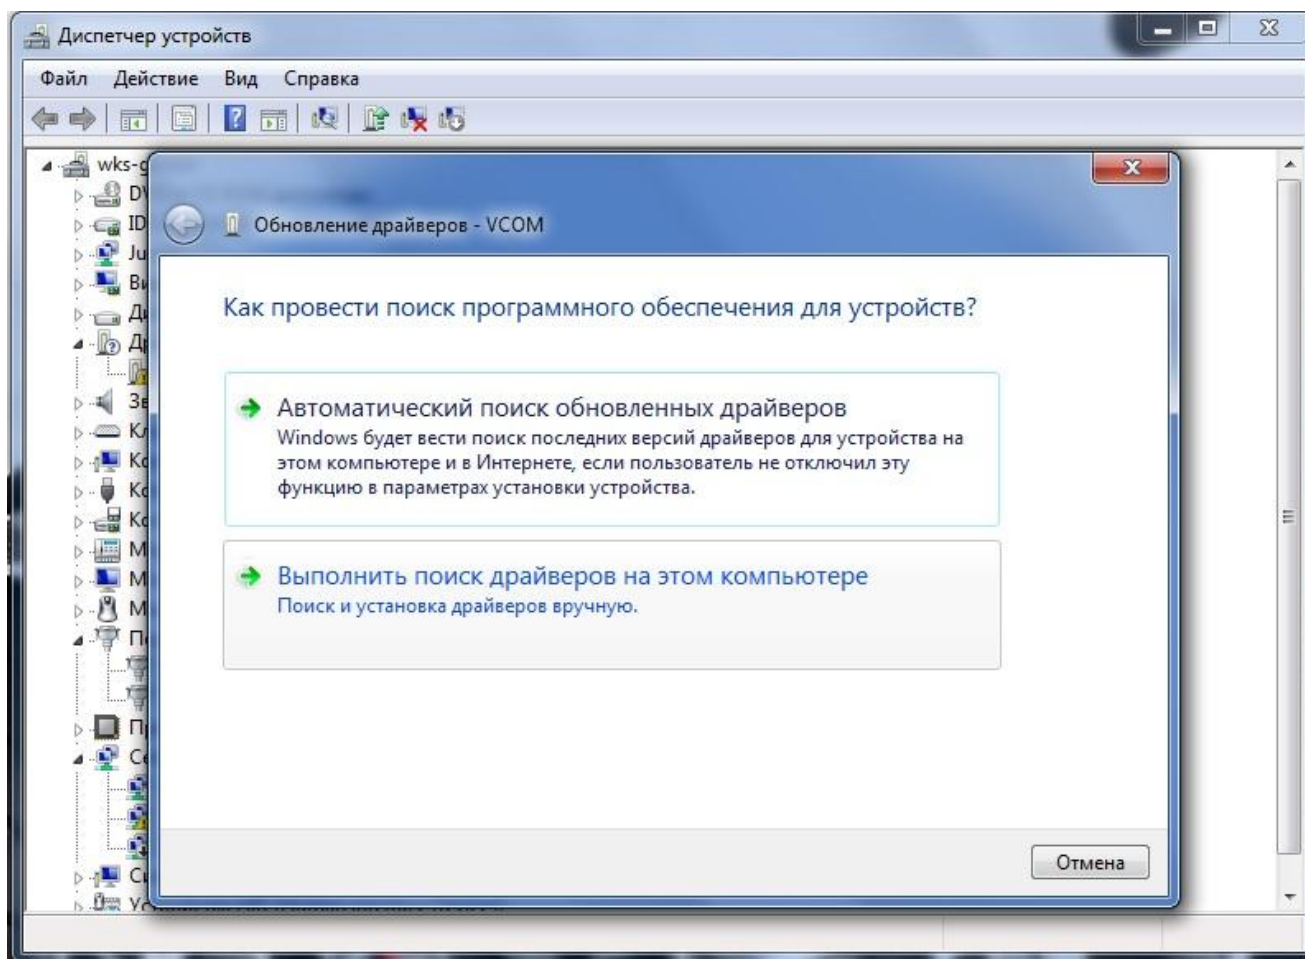 Диспетчер устройств
Файл Действие Вид Справка
Обновление драйверов - VCOM
Как провести поиск программного обеспечения для устройств?
Автоматический поиск обновленных драйверов
Windows будет вести поиск последних версий драйверов для устройства на
этом компьютере и в Интернете, если пользователь не отключил эту
функцию в параметрах установки устройства.
Выполнить поиск драйверов на этом компьютере
Поиск и установка драйверов вручную.
Отмена